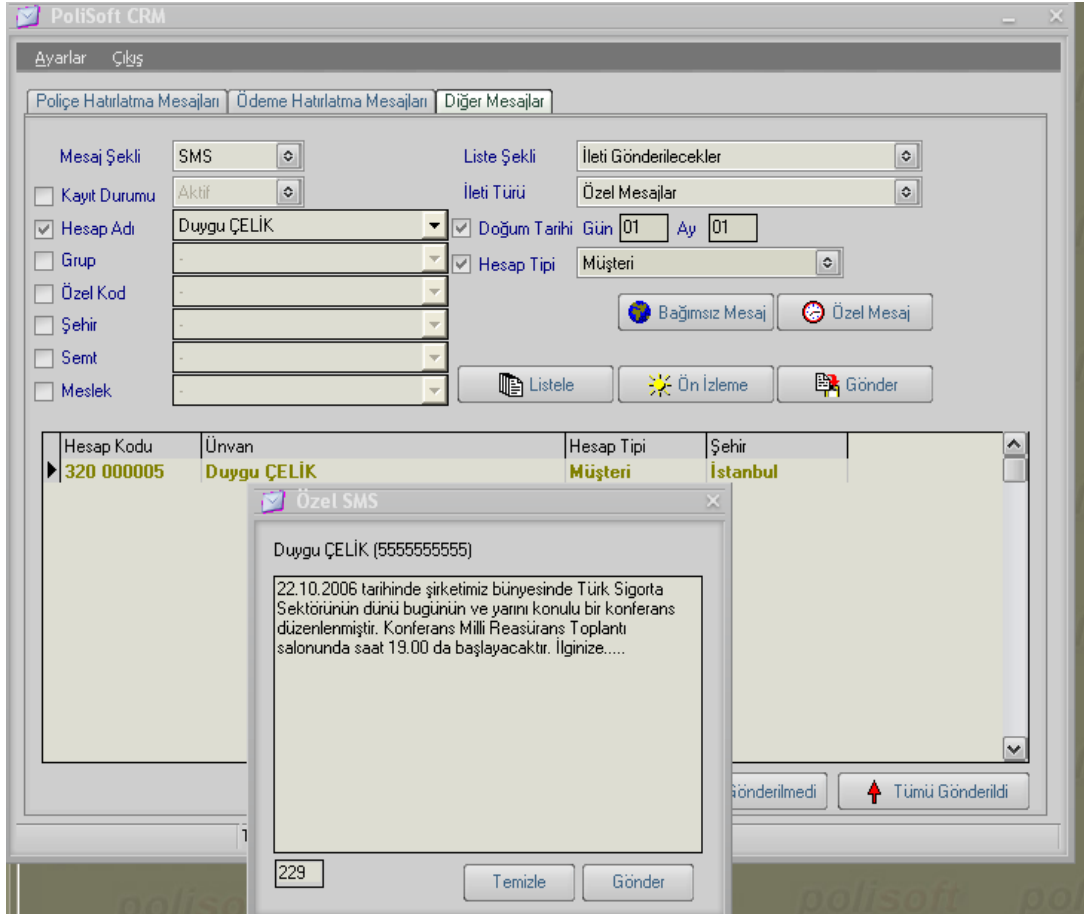 PoliSoft CRM
Ayarlar Çıkış
Poliçe Hatırlatma Mesajları Ödeme Hatırlatma Mesajları Diğer Mesajlar
Mesaj Şekli SMS Liste Şekli İleti Gönderilecekler
Kayıt Durumu Aktif İleti Türü Özel Mesajlar
Hesap Adı Duygu ÇELİK Doğum Tarihi Gün 01 Ay 01
Grup - Hesap Tipi Müşteri
Özel Kod -
Şehir - Bağımsız Mesaj Özel Mesaj
Semt -
Meslek - Listele Ön İzleme Gönder
Hesap Kodu Ünvan Hesap Tipi Şehir
320 000005 Duygu ÇELİK Müşteri İstanbul
Özel SMS
Duygu ÇELİK (5555555555)
22.10.2006 tarihinde şirketimiz bünyesinde Türk Sigorta
Sektörünün dünü bugünün ve yarını konulu bir konferans
düzenlenmiştir. Konferans Milli Reasürans Toplantı
salonunda saat 19.00 da başlayacaktır. İlginize.....
Gönderilmedi Tümü Gönderildi
229 Temizle Gönder
polisoft